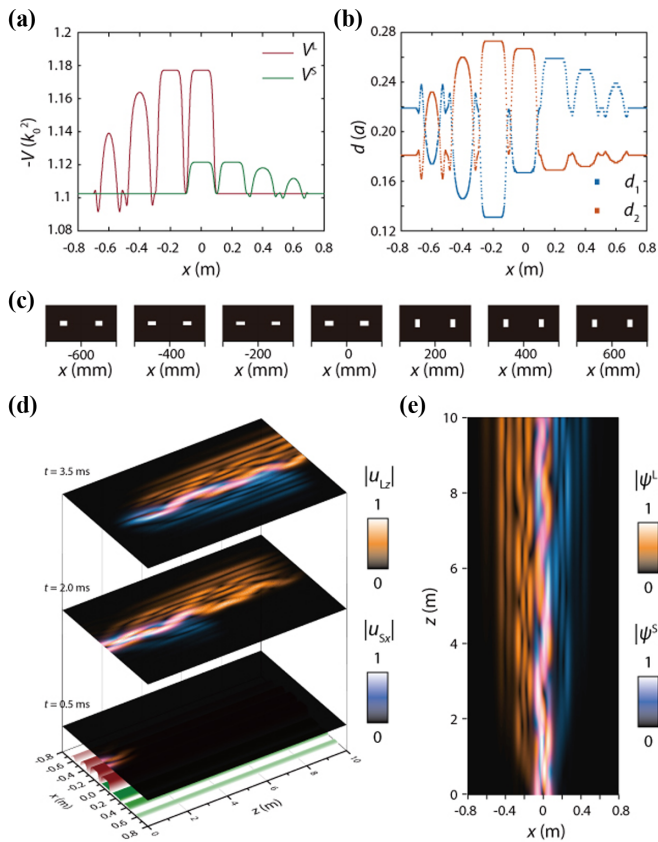 (a)
1.2
1.18
1.16
1.14
1.12
1.1
1.08
-V (k₀²)
V^L
V^S
-0.8 -0.6 -0.4 -0.2 0 0.2 0.4 0.6 0.8
x (m)
(b)
0.28
0.24
0.20
0.16
0.12
d (a)
d₁
d₂
-0.8 -0.6 -0.4 -0.2 0 0.2 0.4 0.6 0.8
x (m)
(c)
-600 -400 -200 0 200 400 600
x (mm) x (mm) x (mm) x (mm) x (mm) x (mm) x (mm)
(d)
t = 3.5 ms
t = 2.0 ms
t = 0.5 ms
|u_Lz|
1
0
|u_Sx|
1
0
-0.8 -0.6 -0.4 -0.2 0.0 0.2 0.4 0.6 0.8
x (m)
0 2 4 6 8 10
z (m)
(e)
10
8
6
4
2
0
z (m)
-0.8 -0.4 0 0.4 0.8
x (m)
|ψ^L
1
0
|ψ^S
1
0